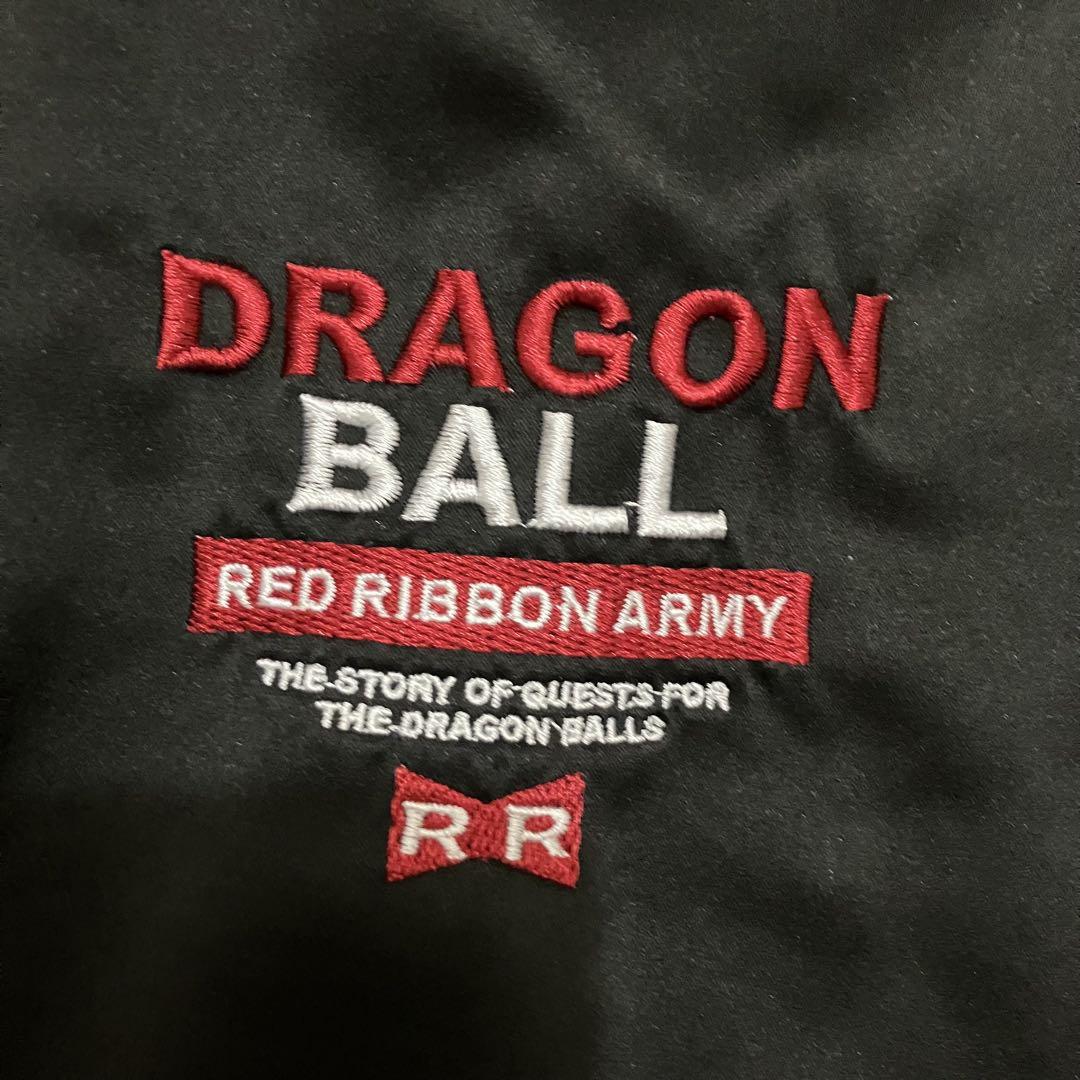 DRAGON
BALL
RED RIBBON ARMY
THE STORY OF QUESTS FOR
THE DRAGON BALLS
RR